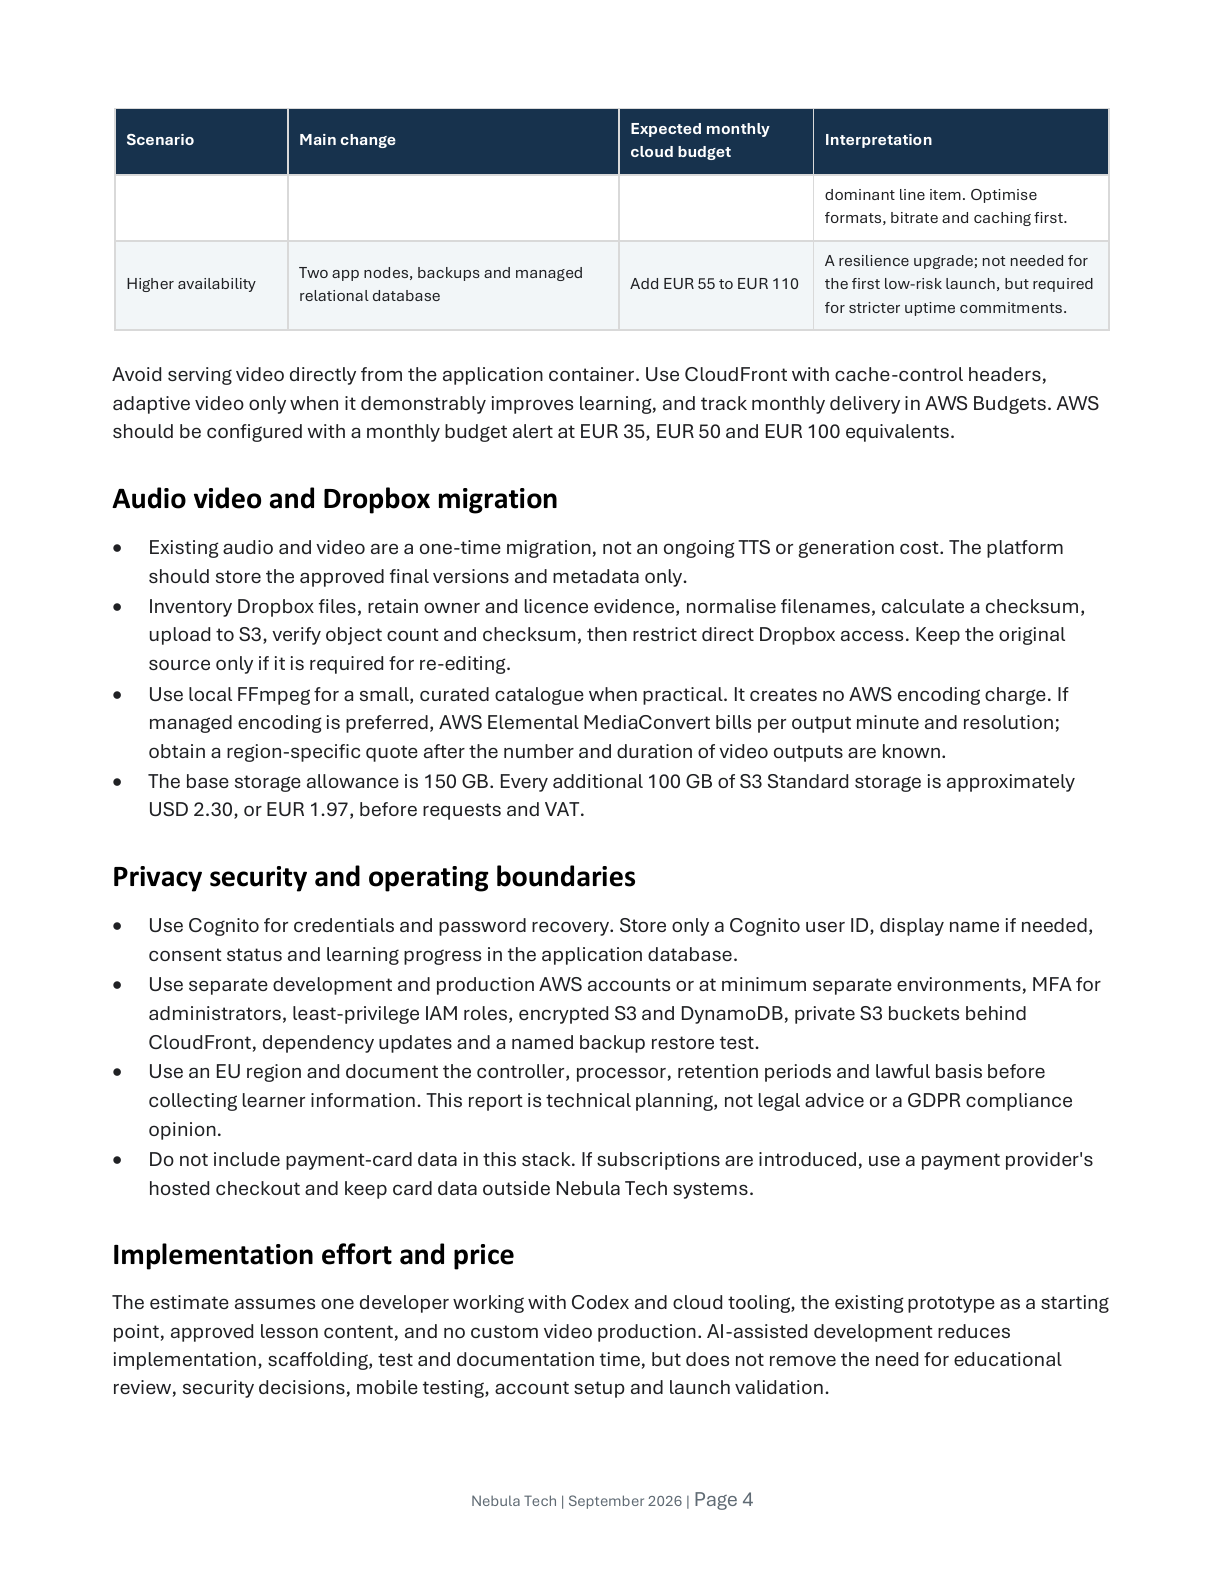 Scenario
Main change
Expected monthly
cloud budget
Interpretation
dominant line item. Optimise
formats, bitrate and caching first.
Higher availability
Two app nodes, backups and managed
relational database
Add EUR 55 to EUR 110
A resilience upgrade; not needed for
the first low-risk launch, but required
for stricter uptime commitments.
Avoid serving video directly from the application container. Use CloudFront with cache-control headers,
adaptive video only when it demonstrably improves learning, and track monthly delivery in AWS Budgets. AWS
should be configured with a monthly budget alert at EUR 35, EUR 50 and EUR 100 equivalents.
Audio video and Dropbox migration
• Existing audio and video are a one-time migration, not an ongoing TTS or generation cost. The platform
should store the approved final versions and metadata only.
• Inventory Dropbox files, retain owner and licence evidence, normalise filenames, calculate a checksum,
upload to S3, verify object count and checksum, then restrict direct Dropbox access. Keep the original
source only if it is required for re-editing.
• Use local FFmpeg for a small, curated catalogue when practical. It creates no AWS encoding charge. If
managed encoding is preferred, AWS Elemental MediaConvert bills per output minute and resolution;
obtain a region-specific quote after the number and duration of video outputs are known.
• The base storage allowance is 150 GB. Every additional 100 GB of S3 Standard storage is approximately
USD 2.30, or EUR 1.97, before requests and VAT.
Privacy security and operating boundaries
• Use Cognito for credentials and password recovery. Store only a Cognito user ID, display name if needed,
consent status and learning progress in the application database.
• Use separate development and production AWS accounts or at minimum separate environments, MFA for
administrators, least-privilege IAM roles, encrypted S3 and DynamoDB, private S3 buckets behind
CloudFront, dependency updates and a named backup restore test.
• Use an EU region and document the controller, processor, retention periods and lawful basis before
collecting learner information. This report is technical planning, not legal advice or a GDPR compliance
opinion.
• Do not include payment-card data in this stack. If subscriptions are introduced, use a payment provider's
hosted checkout and keep card data outside Nebula Tech systems.
Implementation effort and price
The estimate assumes one developer working with Codex and cloud tooling, the existing prototype as a starting
point, approved lesson content, and no custom video production. AI-assisted development reduces
implementation, scaffolding, test and documentation time, but does not remove the need for educational
review, security decisions, mobile testing, account setup and launch validation.
Nebula Tech | September 2026 | Page 4